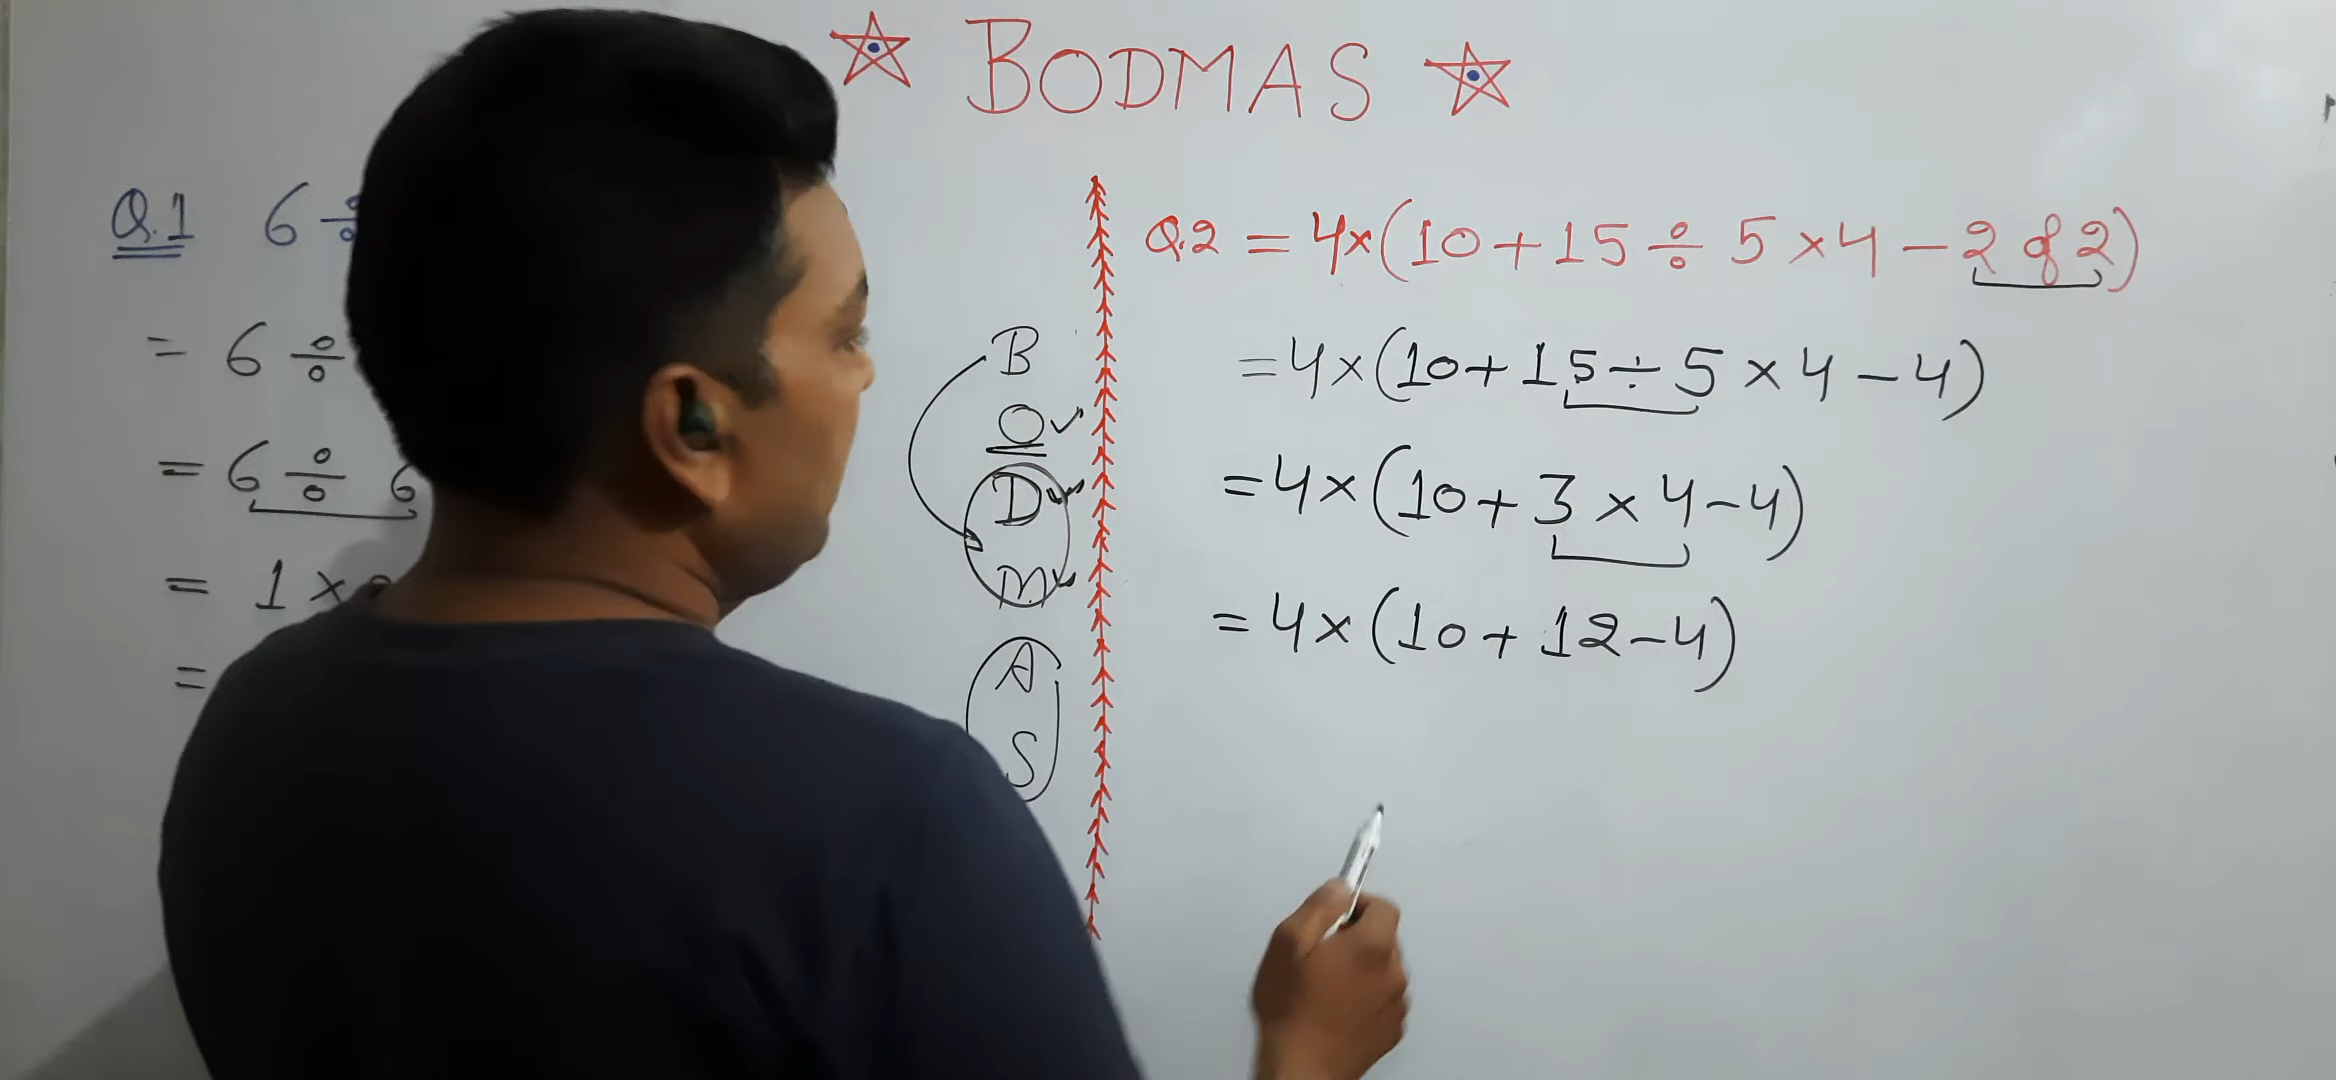 BODMAS
Q.1 6 ÷
= 6 ÷
= 6 ÷ 6
= 1 ×
=
B
O
D
M
A
S
Q.2 = 4×(10+15÷5×4-2 of 2)
=4×(10+15÷5×4-4)
=4×(10+3×4-4)
=4×(10+12-4)